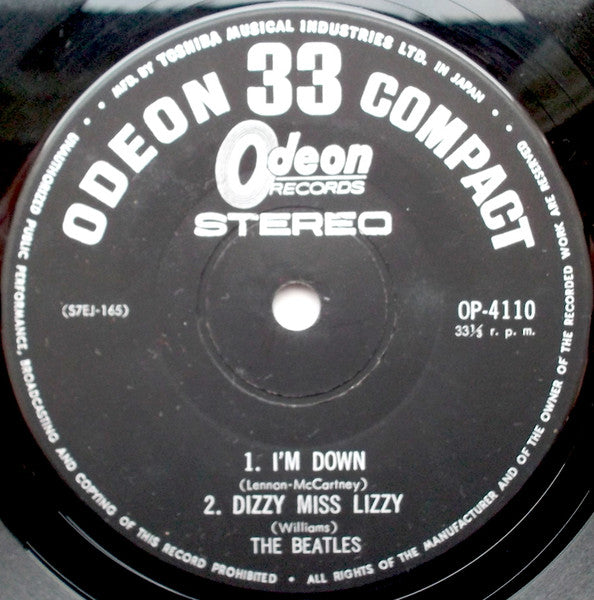 • • MFG. BY TOSHIBA MUSICAL INDUSTRIES LTD. IN JAPAN • •
ODEON 33 COMPACT
Odeon
RECORDS
STEREO
(S7EJ-165)
OP-4110
33⅓ r. p. m.
1. I'M DOWN
(Lennon-McCartney)
2. DIZZY MISS LIZZY
(Williams)
THE BEATLES
UNAUTHORIZED PUBLIC PERFORMANCE, BROADCASTING AND COPYING OF THIS RECORD PROHIBITED • ALL RIGHTS OF THE MANUFACTURER AND OF THE OWNER OF THE RECORDED WORK ARE RESERVED